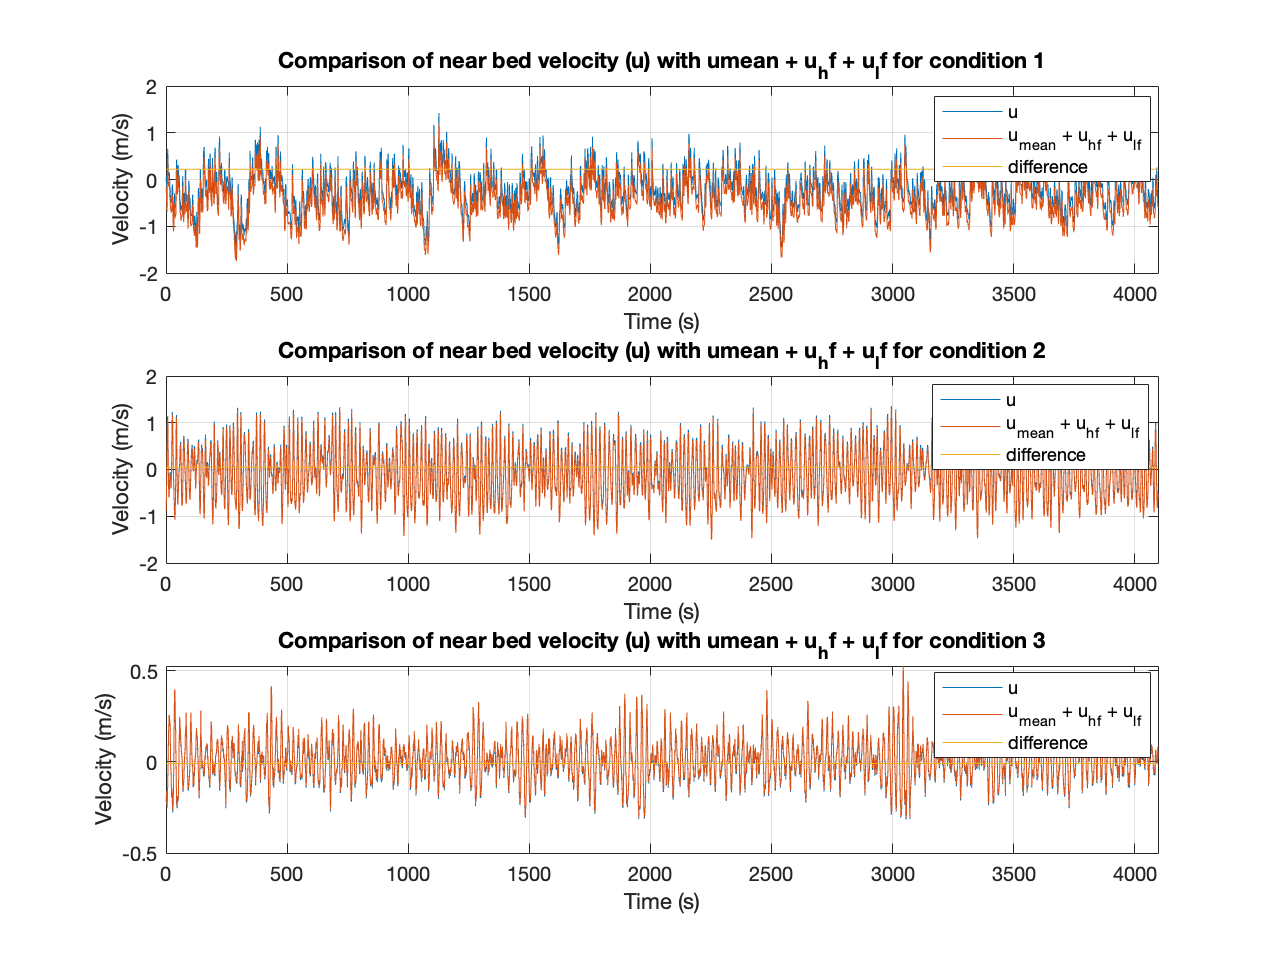 Comparison of near bed velocity (u) with umean + u_hf + u_lf for condition 1
Velocity (m/s)
2
1
0
-1
-2
u
u_mean + u_hf + u_lf
difference
0 500 1000 1500 2000 2500 3000 3500 4000
Time (s)
Comparison of near bed velocity (u) with umean + u_hf + u_lf for condition 2
Velocity (m/s)
2
1
0
-1
-2
u
u_mean + u_hf + u_lf
difference
0 500 1000 1500 2000 2500 3000 3500 4000
Time (s)
Comparison of near bed velocity (u) with umean + u_hf + u_lf for condition 3
Velocity (m/s)
0.5
0
-0.5
u
u_mean + u_hf + u_lf
difference
0 500 1000 1500 2000 2500 3000 3500 4000
Time (s)